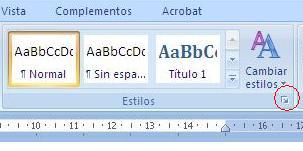 Vista Complementos Acrobat
AaBbCcDc AaBbCcDc AaBbC AA
¶ Normal ¶ Sin espa... Título 1 Cambiar
estilos
Estilos
10 11 12 13 14 15 16 17